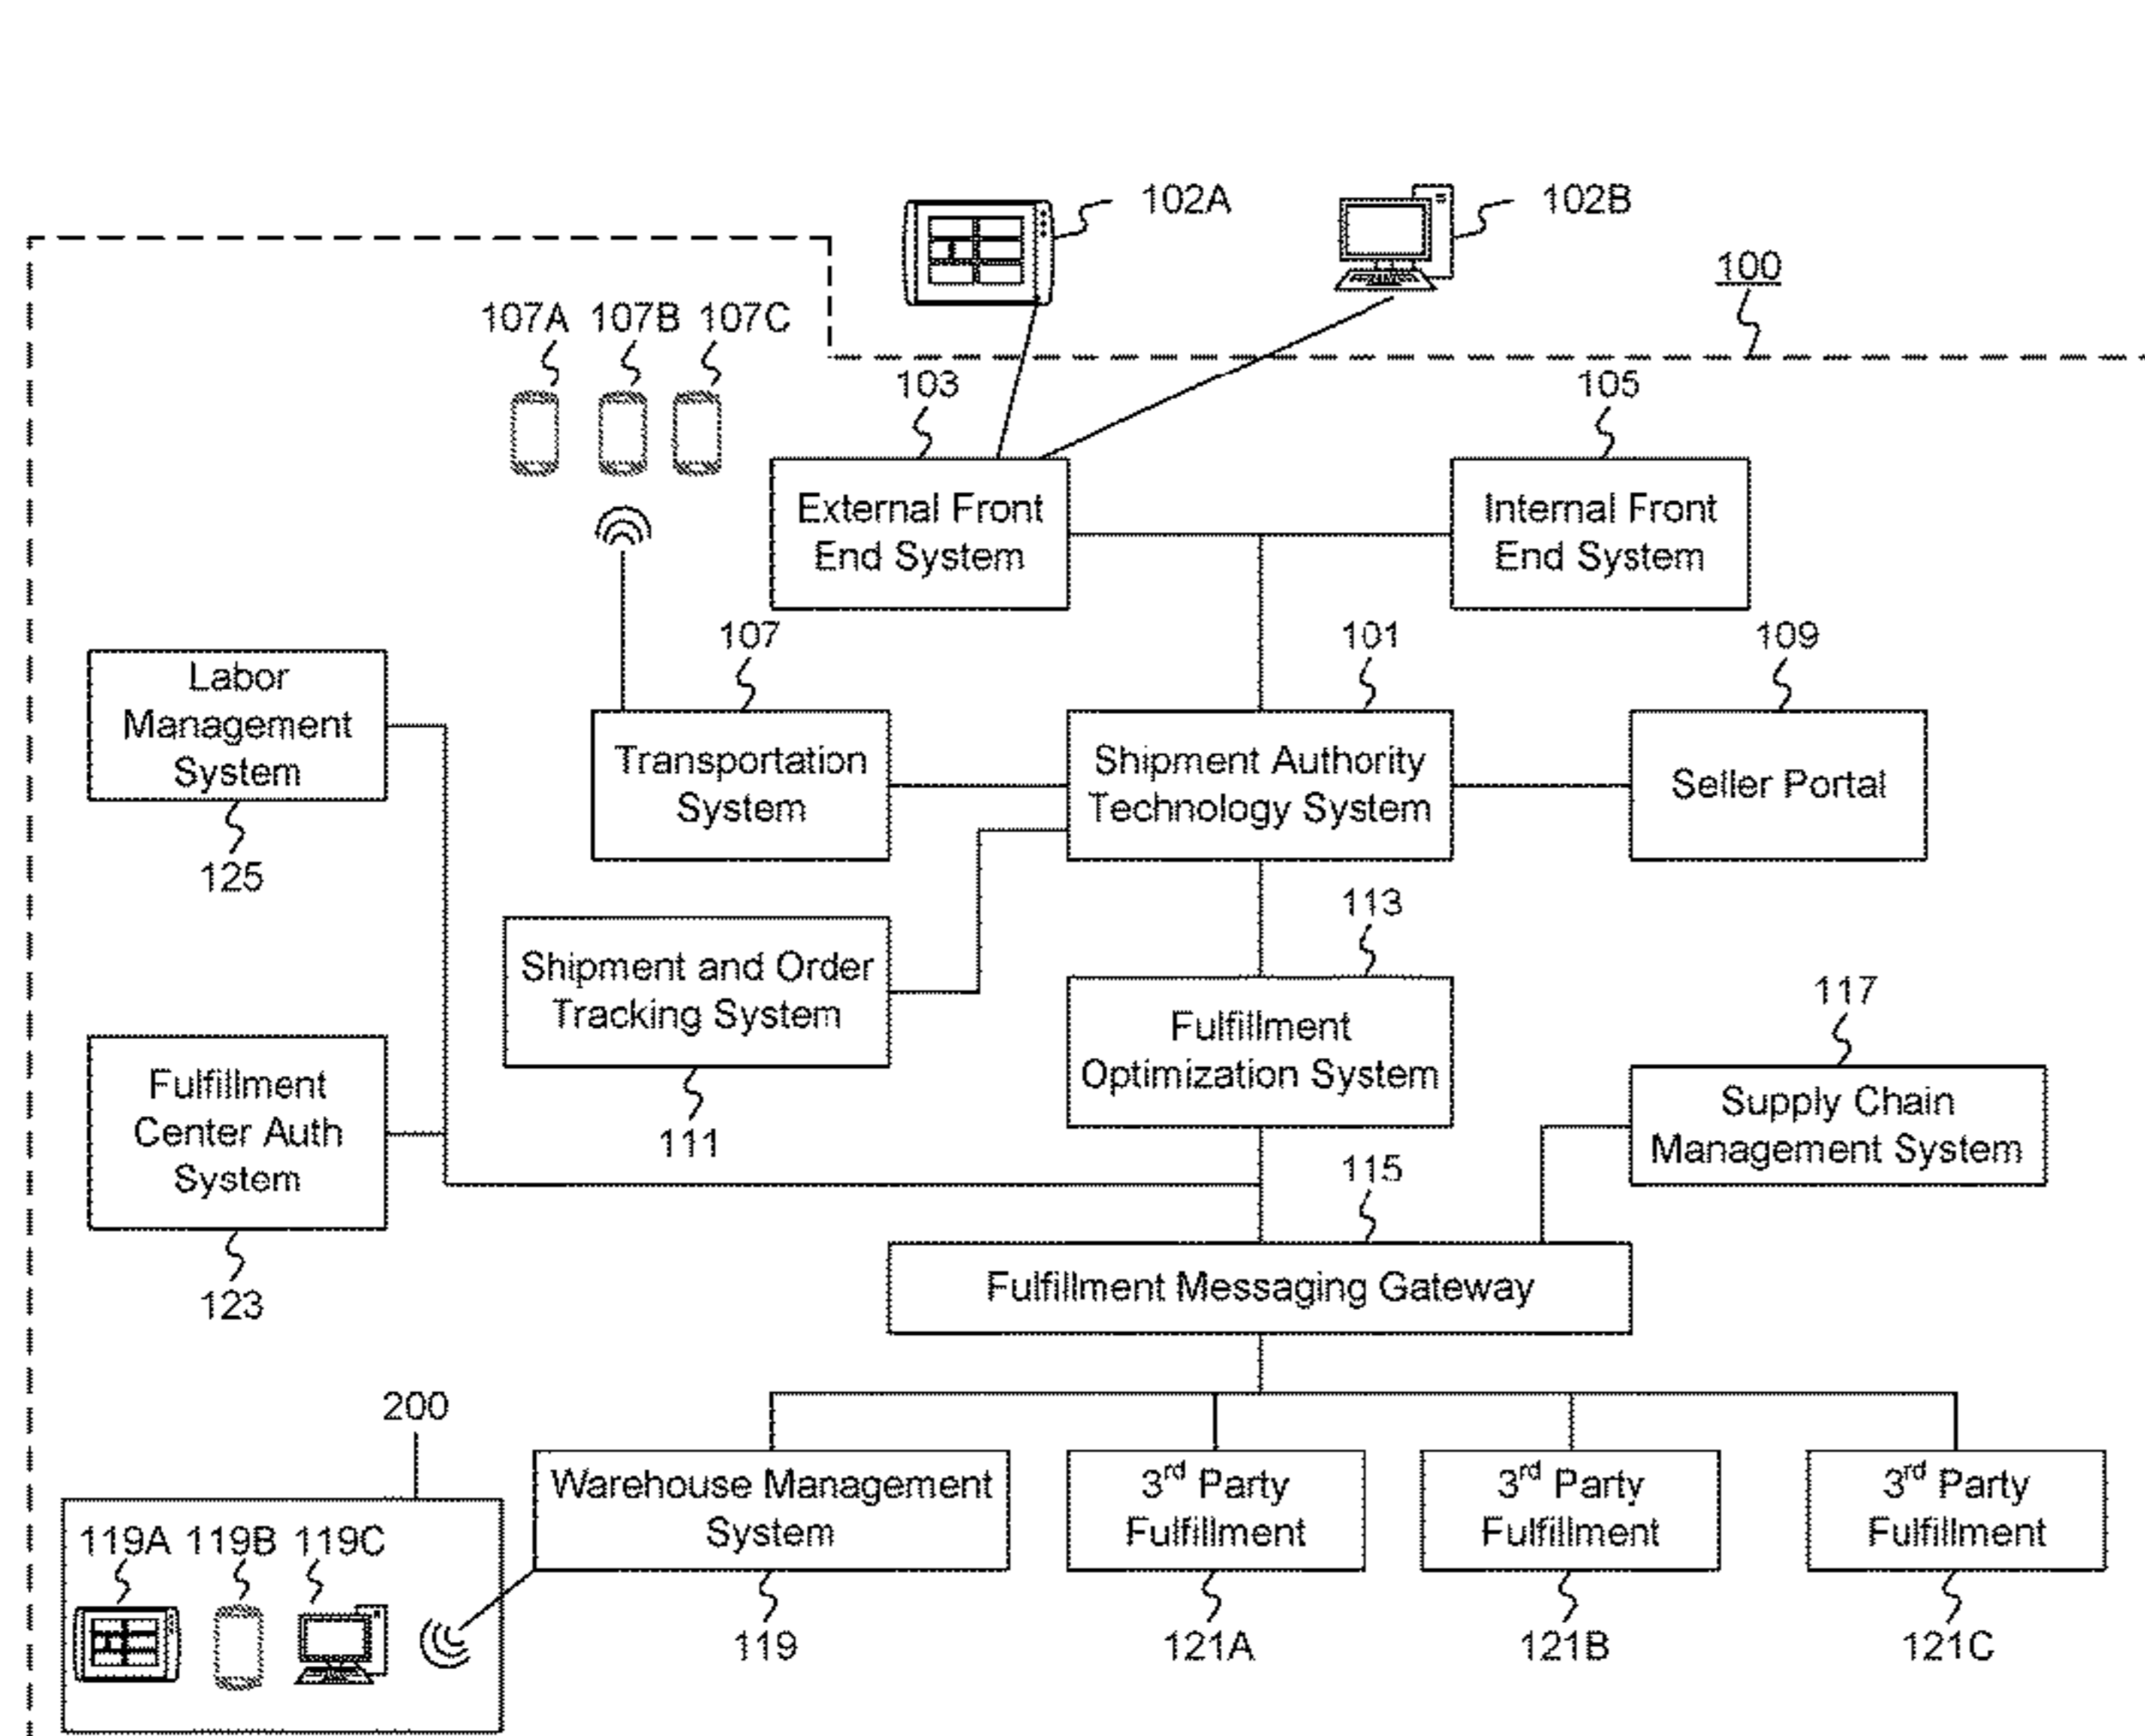 102A
102B
100
107A 107B 107C
103
105
External Front
End System
Internal Front
End System
107
101
109
Labor
Management
System
Transportation
System
Shipment Authority
Technology System
Seller Portal
125
113
Shipment and Order
Tracking System
117
Fulfillment
Optimization System
Fulfillment
Center Auth
System
111
Supply Chain
Management System
115
123
Fulfillment Messaging Gateway
200
Warehouse Management
System
3rd Party
Fulfillment
3rd Party
Fulfillment
3rd Party
Fulfillment
119A 119B 119C
119
121A
121B
121C